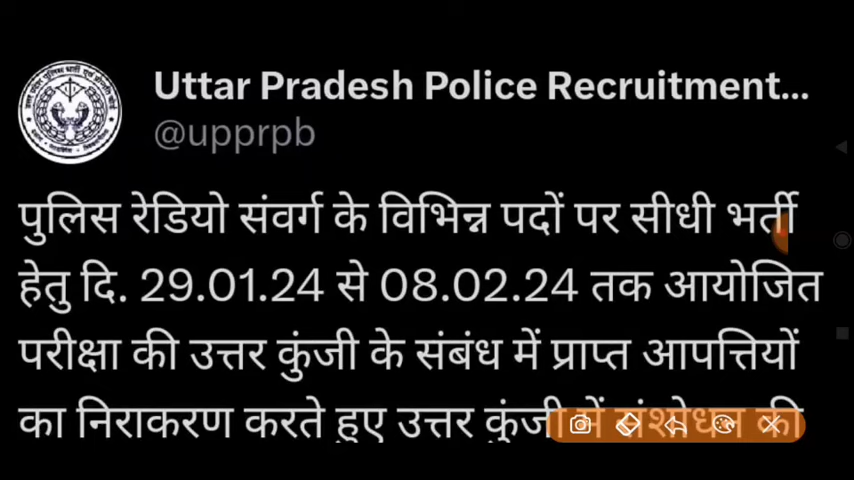 Uttar Pradesh Police Recruitment...
@upprpb
पुलिस रेडियो संवर्ग के विभिन्न पदों पर सीधी भर्ती
हेतु दि. 29.01.24 से 08.02.24 तक आयोजित
परीक्षा की उत्तर कुंजी के संबंध में प्राप्त आपत्तियों
का निराकरण करते हुए उत्तर कुंजी में संशोधन की